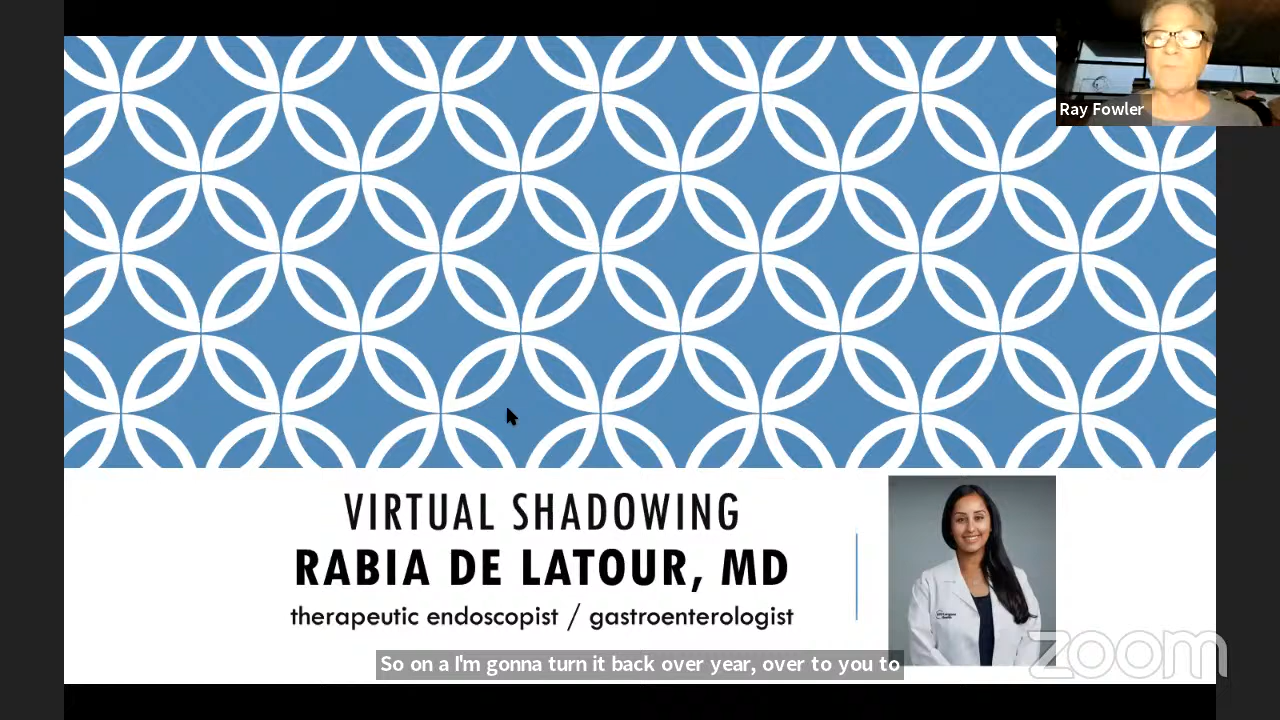 Ray Fowler
VIRTUAL SHADOWING
RABIA DE LATOUR, MD
therapeutic endoscopist / gastroenterologist
So on a I'm gonna turn it back over year, over to you to
zoom